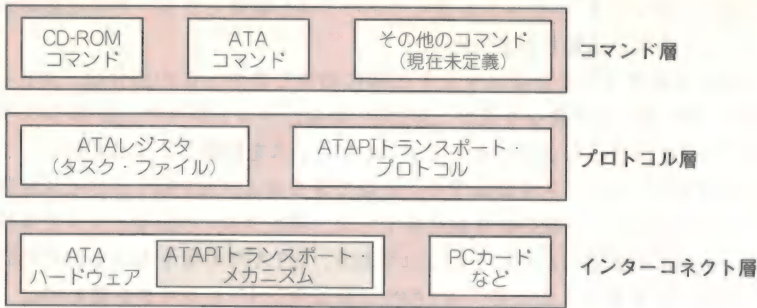 CD-ROM
コマンド
ATA
コマンド
その他のコマンド
(現在未定義)
コマンド層
ATAレジスタ
(タスク・ファイル)
ATAPIトランスポート・
プロトコル
プロトコル層
ATA
ハードウェア
ATAPIトランスポート・
メカニズム
PCカード
など
インターコネクト層